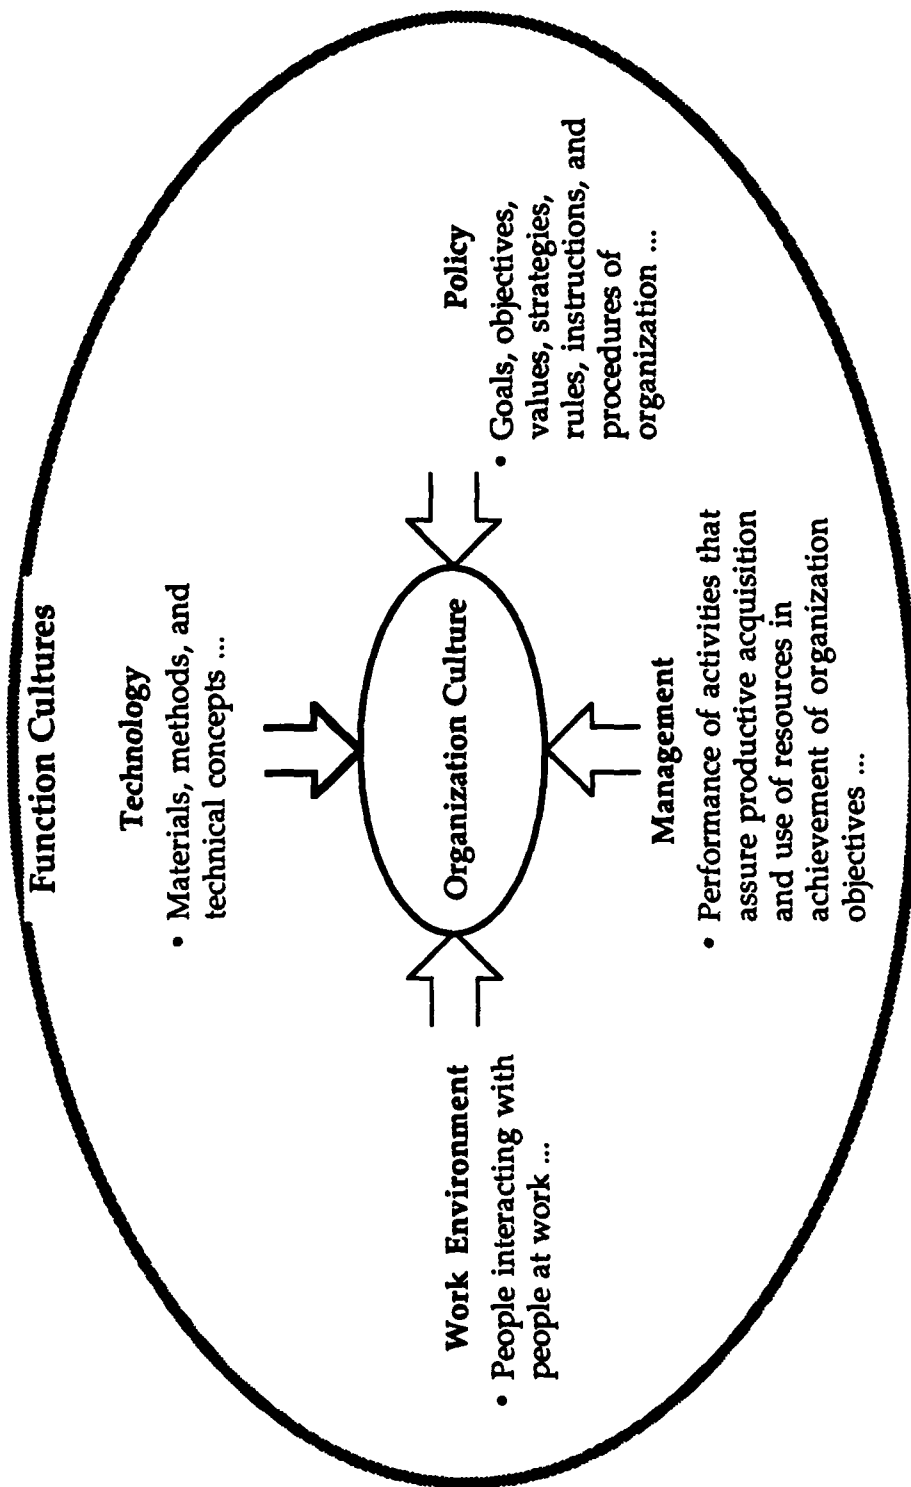 Function Cultures
Technology
• Materials, methods, and
technical concepts ...
Work Environment
• People interacting with
people at work ...
Organization Culture
Policy
• Goals, objectives,
values, strategies,
rules, instructions, and
procedures of
organization ...
Management
• Performance of activities that
assure productive acquisition
and use of resources in
achievement of organization
objectives ...